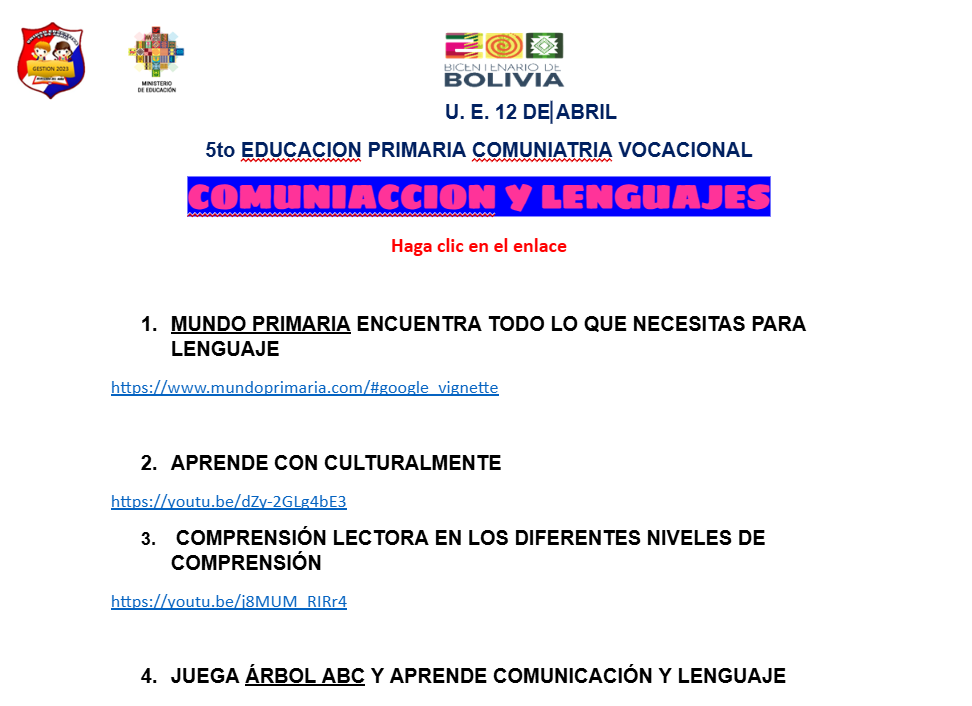 GESTION 2023
MINISTERIO
DE EDUCACIÓN
BICENTENARIO DE
BOLIVIA
U. E. 12 DE ABRIL
5to EDUCACION PRIMARIA COMUNIATRIA VOCACIONAL
COMUNIACCION Y LENGUAJES
Haga clic en el enlace
1. MUNDO PRIMARIA ENCUENTRA TODO LO QUE NECESITAS PARA
LENGUAJE
https://www.mundoprimaria.com/#google_vignette
2. APRENDE CON CULTURALMENTE
https://youtu.be/dZy-2GLg4bE3
3. COMPRENSIÓN LECTORA EN LOS DIFERENTES NIVELES DE
COMPRENSIÓN
https://youtu.be/j8MUM_RIRr4
4. JUEGA ÁRBOL ABC Y APRENDE COMUNICACIÓN Y LENGUAJE